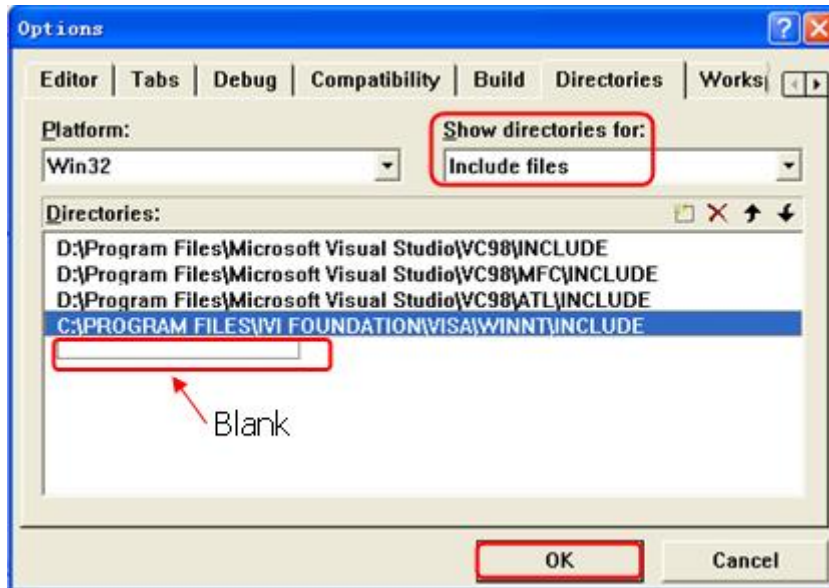 Options
Editor Tabs Debug Compatibility Build Directories Works
Platform: Show directories for:
Win32 Include files
Directories:
D:\Program Files\Microsoft Visual Studio\VC98\INCLUDE
D:\Program Files\Microsoft Visual Studio\VC98\MFC\INCLUDE
D:\Program Files\Microsoft Visual Studio\VC98\ATL\INCLUDE
C:\PROGRAM FILES\IVI FOUNDATION\VISA\WINNT\INCLUDE
Blank
OK Cancel